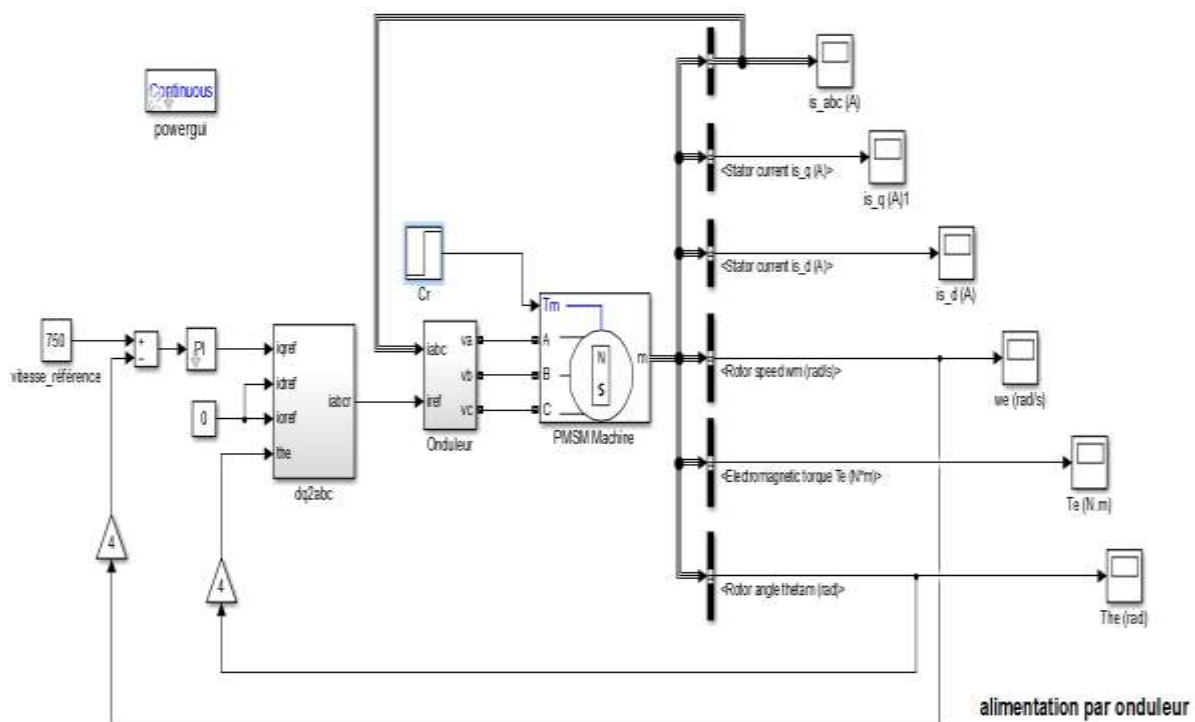 Continuous
powergui
is_abc (A)
<Stator current is_q (A)>
is_q (A)1
<Stator current is_d (A)>
is_d (A)
Cr
Tm
A
B
C
N
S
m
PMSM Machine
750
vitesse_référence
+
−
PI
0
iqref
idref
ioref
the
iabcr
dq2abc
iabc
iref
va
vb
vc
Onduleur
<Rotor speed wm (rad/s)>
we (rad/s)
<Electromagnetic torque Te (N*m)>
Te (N.m)
<Rotor angle thetam (rad)>
The (rad)
4
4
alimentation par onduleur